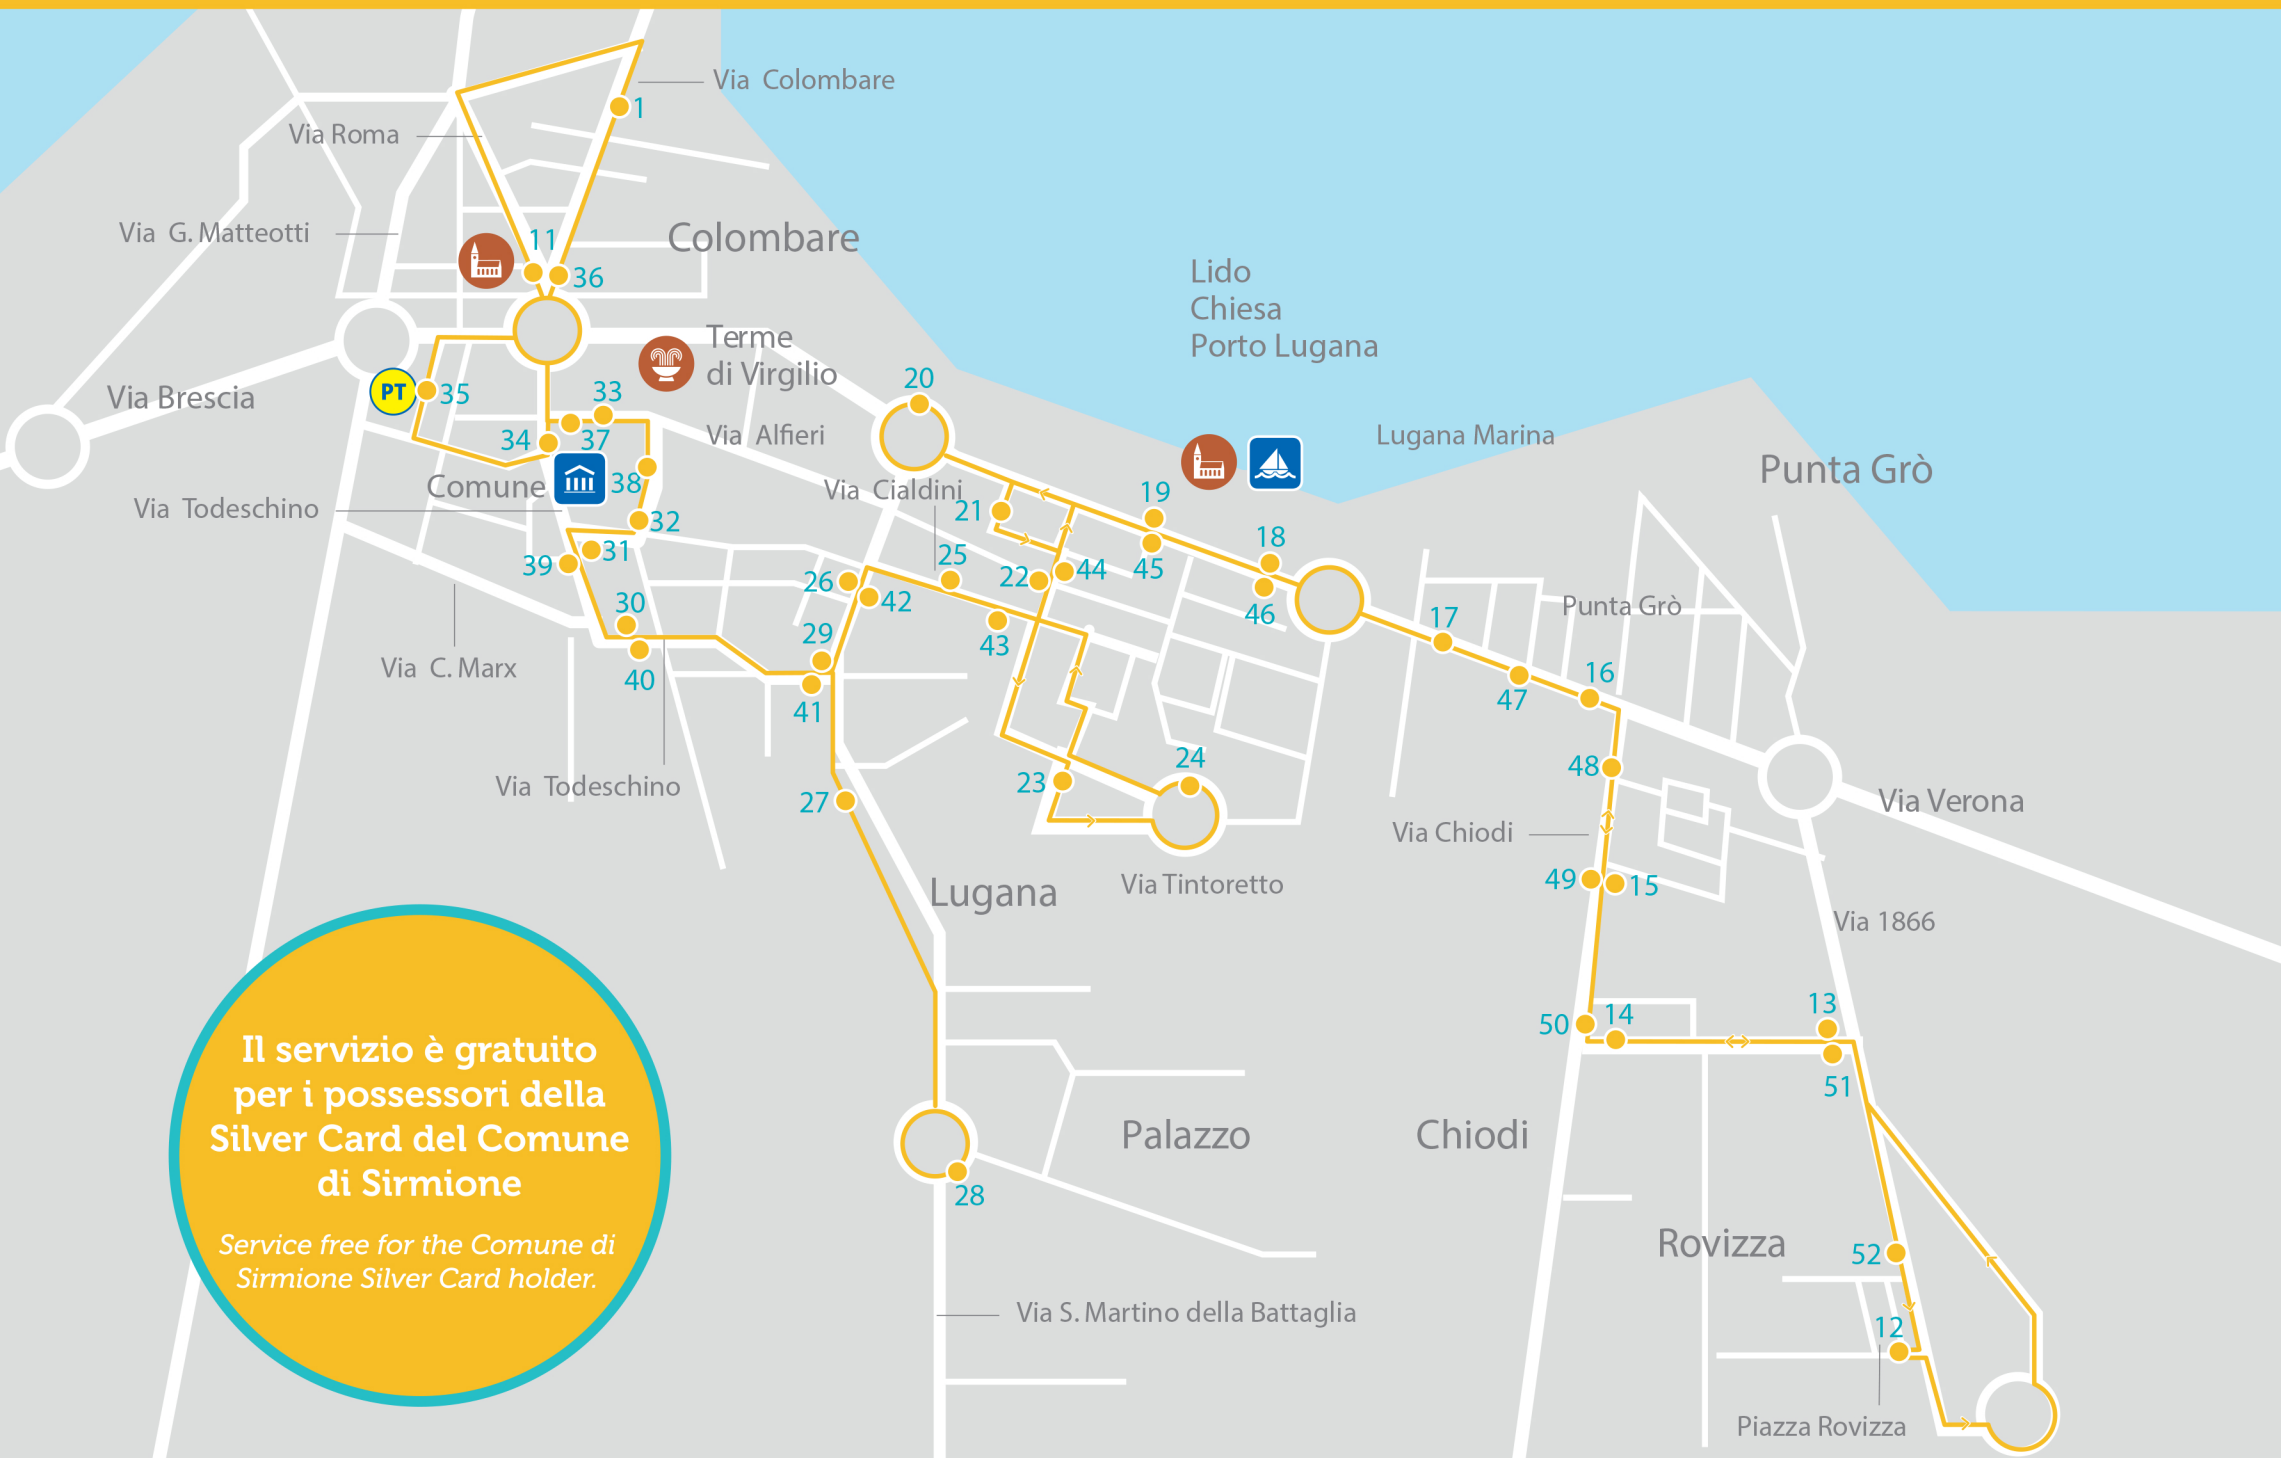 Via Colombare
1
Via Roma
Via G. Matteotti
11
36
Colombare
Lido
Chiesa
Porto Lugana
Terme
di Virgilio
Via Brescia
PT
35
33
20
34
37
Via Alfieri
Lugana Marina
Punta Grò
Comune
38
Via Cialdini
19
21
Via Todeschino
32
18
39
31
25
45
26
22
44
42
46
30
Punta Grò
17
29
43
Via C. Marx
40
16
47
41
24
48
Via Todeschino
23
27
Via Verona
Via Chiodi
Lugana
Via Tintoretto
49
15
Via 1866
50
14
13
Il servizio è gratuito
per i possessori della
Silver Card del Comune
di Sirmione
51
Palazzo
Chiodi
28
Service free for the Comune di
Sirmione Silver Card holder.
Rovizza
52
Via S. Martino della Battaglia
12
Piazza Rovizza